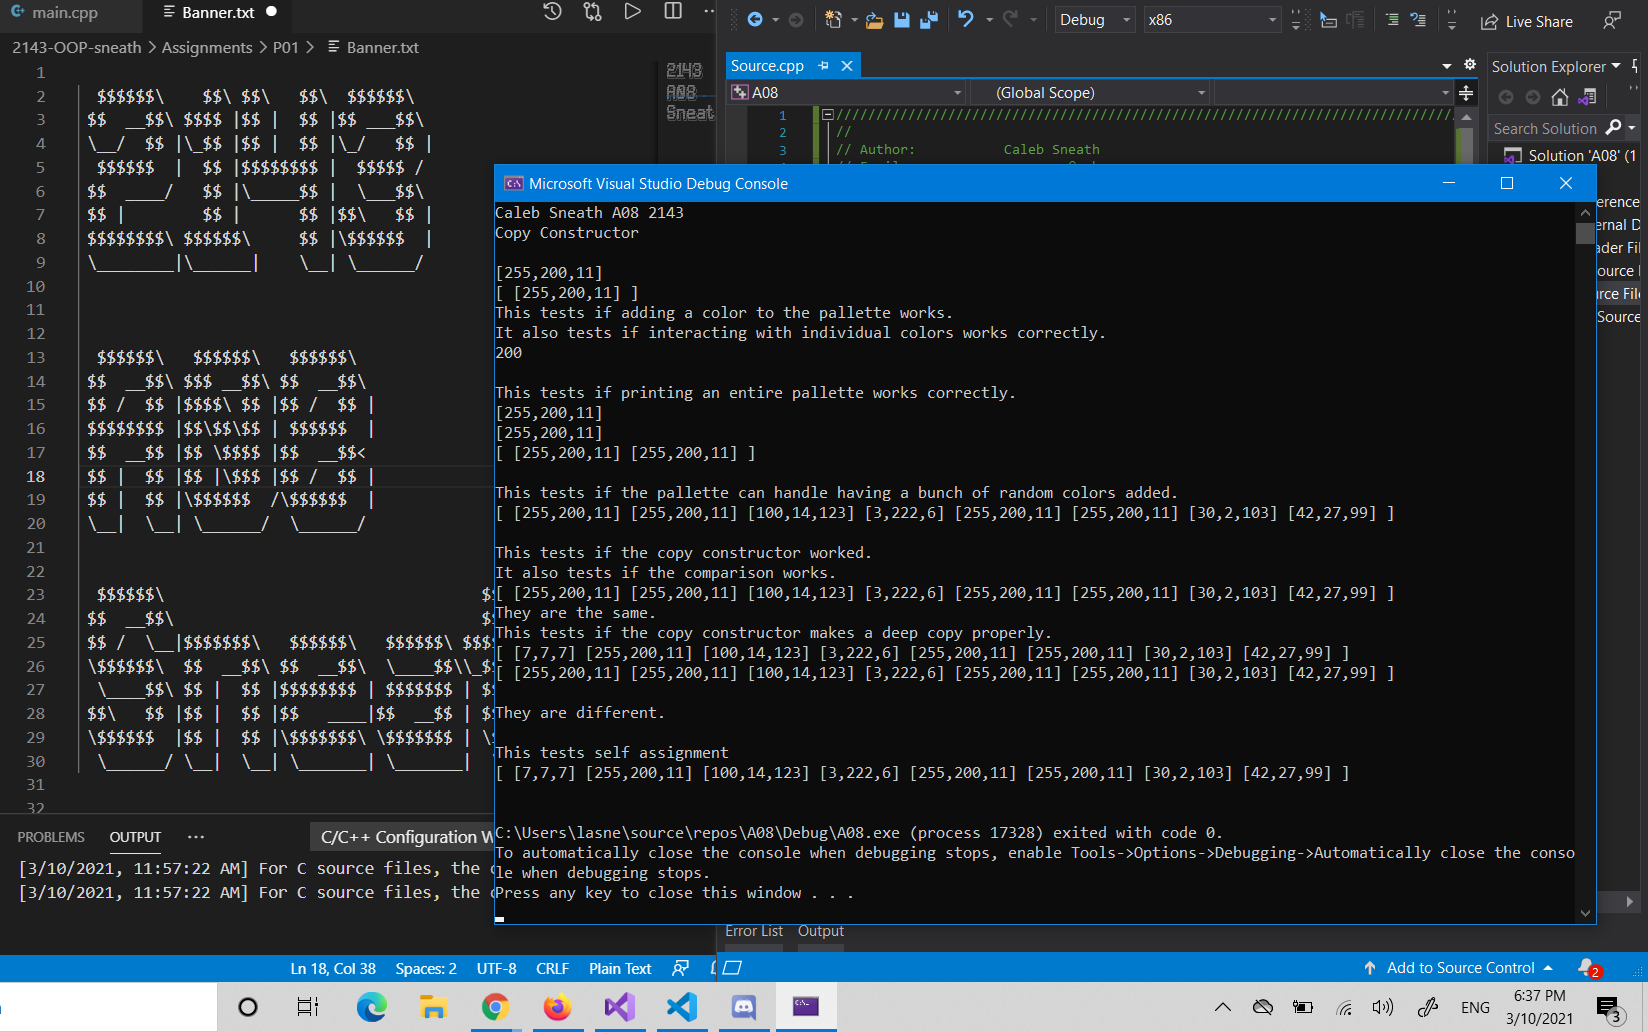 main.cpp
Banner.txt
2143-OOP-sneath > Assignments > P01 > Banner.txt
1
2  $$$$$$\    $$\ $$\   $$\  $$$$$$\
3 $$  __$$\ $$$$ |$$ |  $$ |$$ ___$$\
4 \__/  $$ |\_$$ |$$ |  $$ |\_/   $$ |
5  $$$$$$  |  $$ |$$$$$$$$ |  $$$$$ /
6 $$  ____/   $$ |\_____$$ |  \___$$\
7 $$ |        $$ |      $$ |$$\   $$ |
8 $$$$$$$$\ $$$$$$\     $$ |\$$$$$$  |
9 \________|\______|    \__| \______/
10
11
12
13  $$$$$$\   $$$$$$\   $$$$$$\
14 $$  __$$\ $$$ __$$\ $$  __$$\
15 $$ /  $$ |$$$$\ $$ |$$ /  $$ |
16 $$$$$$$$ |$$\$$\$$ | $$$$$$  |
17 $$  __$$ |$$ \$$$$ |$$  __$$<
18 $$ |  $$ |$$ |\$$$ |$$ /  $$ |
19 $$ |  $$ |\$$$$$$  /\$$$$$$  |
20 \__|  \__| \______/  \______/
21
22
23  $$$$$$\                                 $
24 $$  __$$\                                $
25 $$ /  \__|$$$$$$$\   $$$$$$\   $$$$$$\ $$$
26 \$$$$$$\  $$  __$$\ $$  __$$\  \____$$\\_$
27  \____$$\ $$ |  $$ |$$$$$$$$ | $$$$$$$ | $
28 $$\   $$ |$$ |  $$ |$$   ____|$$  __$$ | $
29 \$$$$$$  |$$ |  $$ |\$$$$$$$\ \$$$$$$$ | \
30  \______/ \__|  \__| \_______| \_______|
31
32
2143
A08
Sneat
PROBLEMS OUTPUT ···
C/C++ Configuration W
[3/10/2021, 11:57:22 AM] For C source files, the
[3/10/2021, 11:57:22 AM] For C source files, the
Ln 18, Col 38 Spaces: 2 UTF-8 CRLF Plain Text
Debug x86 Live Share
Source.cpp
A08 (Global Scope)
1 ////////////////////////////////////////////////////////////////////////////////
2 //
3 // Author:           Caleb Sneath
Solution Explorer
Search Solution
Solution 'A08' (1
erence
ernal D
ader Fil
ource
rce File
Source
Microsoft Visual Studio Debug Console
Caleb Sneath A08 2143
Copy Constructor
[255,200,11]
[ [255,200,11] ]
This tests if adding a color to the pallette works.
It also tests if interacting with individual colors works correctly.
200
This tests if printing an entire pallette works correctly.
[255,200,11]
[255,200,11]
[ [255,200,11] [255,200,11] ]
This tests if the pallette can handle having a bunch of random colors added.
[ [255,200,11] [255,200,11] [100,14,123] [3,222,6] [255,200,11] [255,200,11] [30,2,103] [42,27,99] ]
This tests if the copy constructor worked.
It also tests if the comparison works.
[ [255,200,11] [255,200,11] [100,14,123] [3,222,6] [255,200,11] [255,200,11] [30,2,103] [42,27,99] ]
They are the same.
This tests if the copy constructor makes a deep copy properly.
[ [7,7,7] [255,200,11] [100,14,123] [3,222,6] [255,200,11] [255,200,11] [30,2,103] [42,27,99] ]
[ [255,200,11] [255,200,11] [100,14,123] [3,222,6] [255,200,11] [255,200,11] [30,2,103] [42,27,99] ]
They are different.
This tests self assignment
[ [7,7,7] [255,200,11] [100,14,123] [3,222,6] [255,200,11] [255,200,11] [30,2,103] [42,27,99] ]
C:\Users\lasne\source\repos\A08\Debug\A08.exe (process 17328) exited with code 0.
To automatically close the console when debugging stops, enable Tools->Options->Debugging->Automatically close the conso
le when debugging stops.
Press any key to close this window . . .
Error List Output
Add to Source Control 2
ENG
6:37 PM
3/10/2021
3